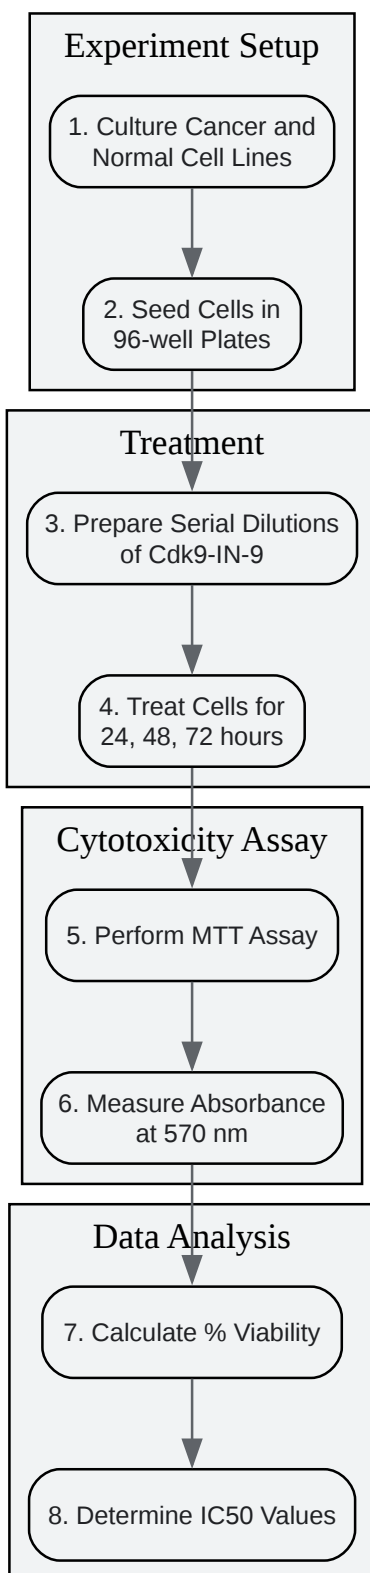 Experiment Setup
1. Culture Cancer and
Normal Cell Lines
2. Seed Cells in
96-well Plates
Treatment
3. Prepare Serial Dilutions
of Cdk9-IN-9
4. Treat Cells for
24, 48, 72 hours
Cytotoxicity Assay
5. Perform MTT Assay
6. Measure Absorbance
at 570 nm
Data Analysis
7. Calculate % Viability
8. Determine IC50 Values